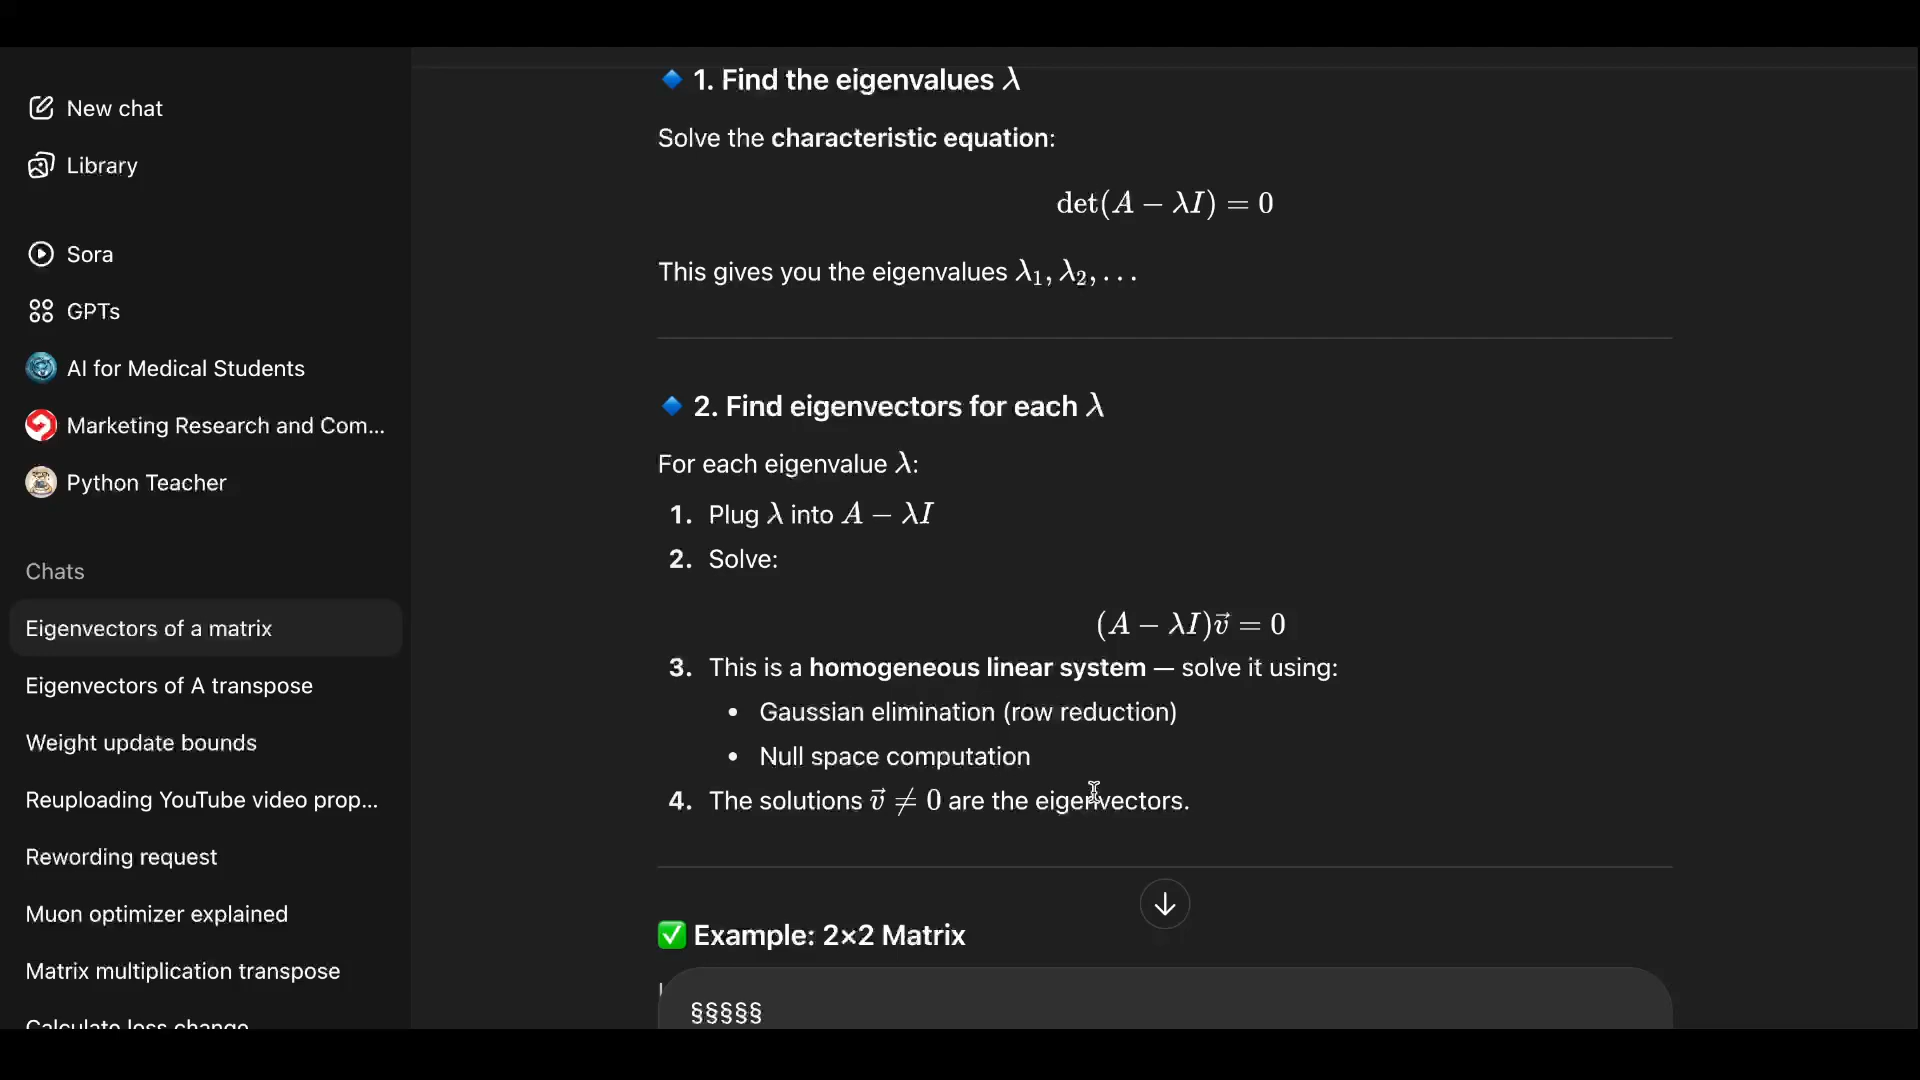 New chat
Library
Sora
GPTs
AI for Medical Students
Marketing Research and Com...
Python Teacher
Chats
Eigenvectors of a matrix
Eigenvectors of A transpose
Weight update bounds
Reuploading YouTube video prop...
Rewording request
Muon optimizer explained
Matrix multiplication transpose
Calculate loss change
1. Find the eigenvalues λ
Solve the characteristic equation:
det(A − λI) = 0
This gives you the eigenvalues λ₁, λ₂, . . .
2. Find eigenvectors for each λ
For each eigenvalue λ:
1. Plug λ into A − λI
2. Solve:
(A − λI)v⃗ = 0
3. This is a homogeneous linear system — solve it using:
• Gaussian elimination (row reduction)
• Null space computation
4. The solutions v⃗ ≠ 0 are the eigenvectors.
✅ Example: 2×2 Matrix
§§§§§